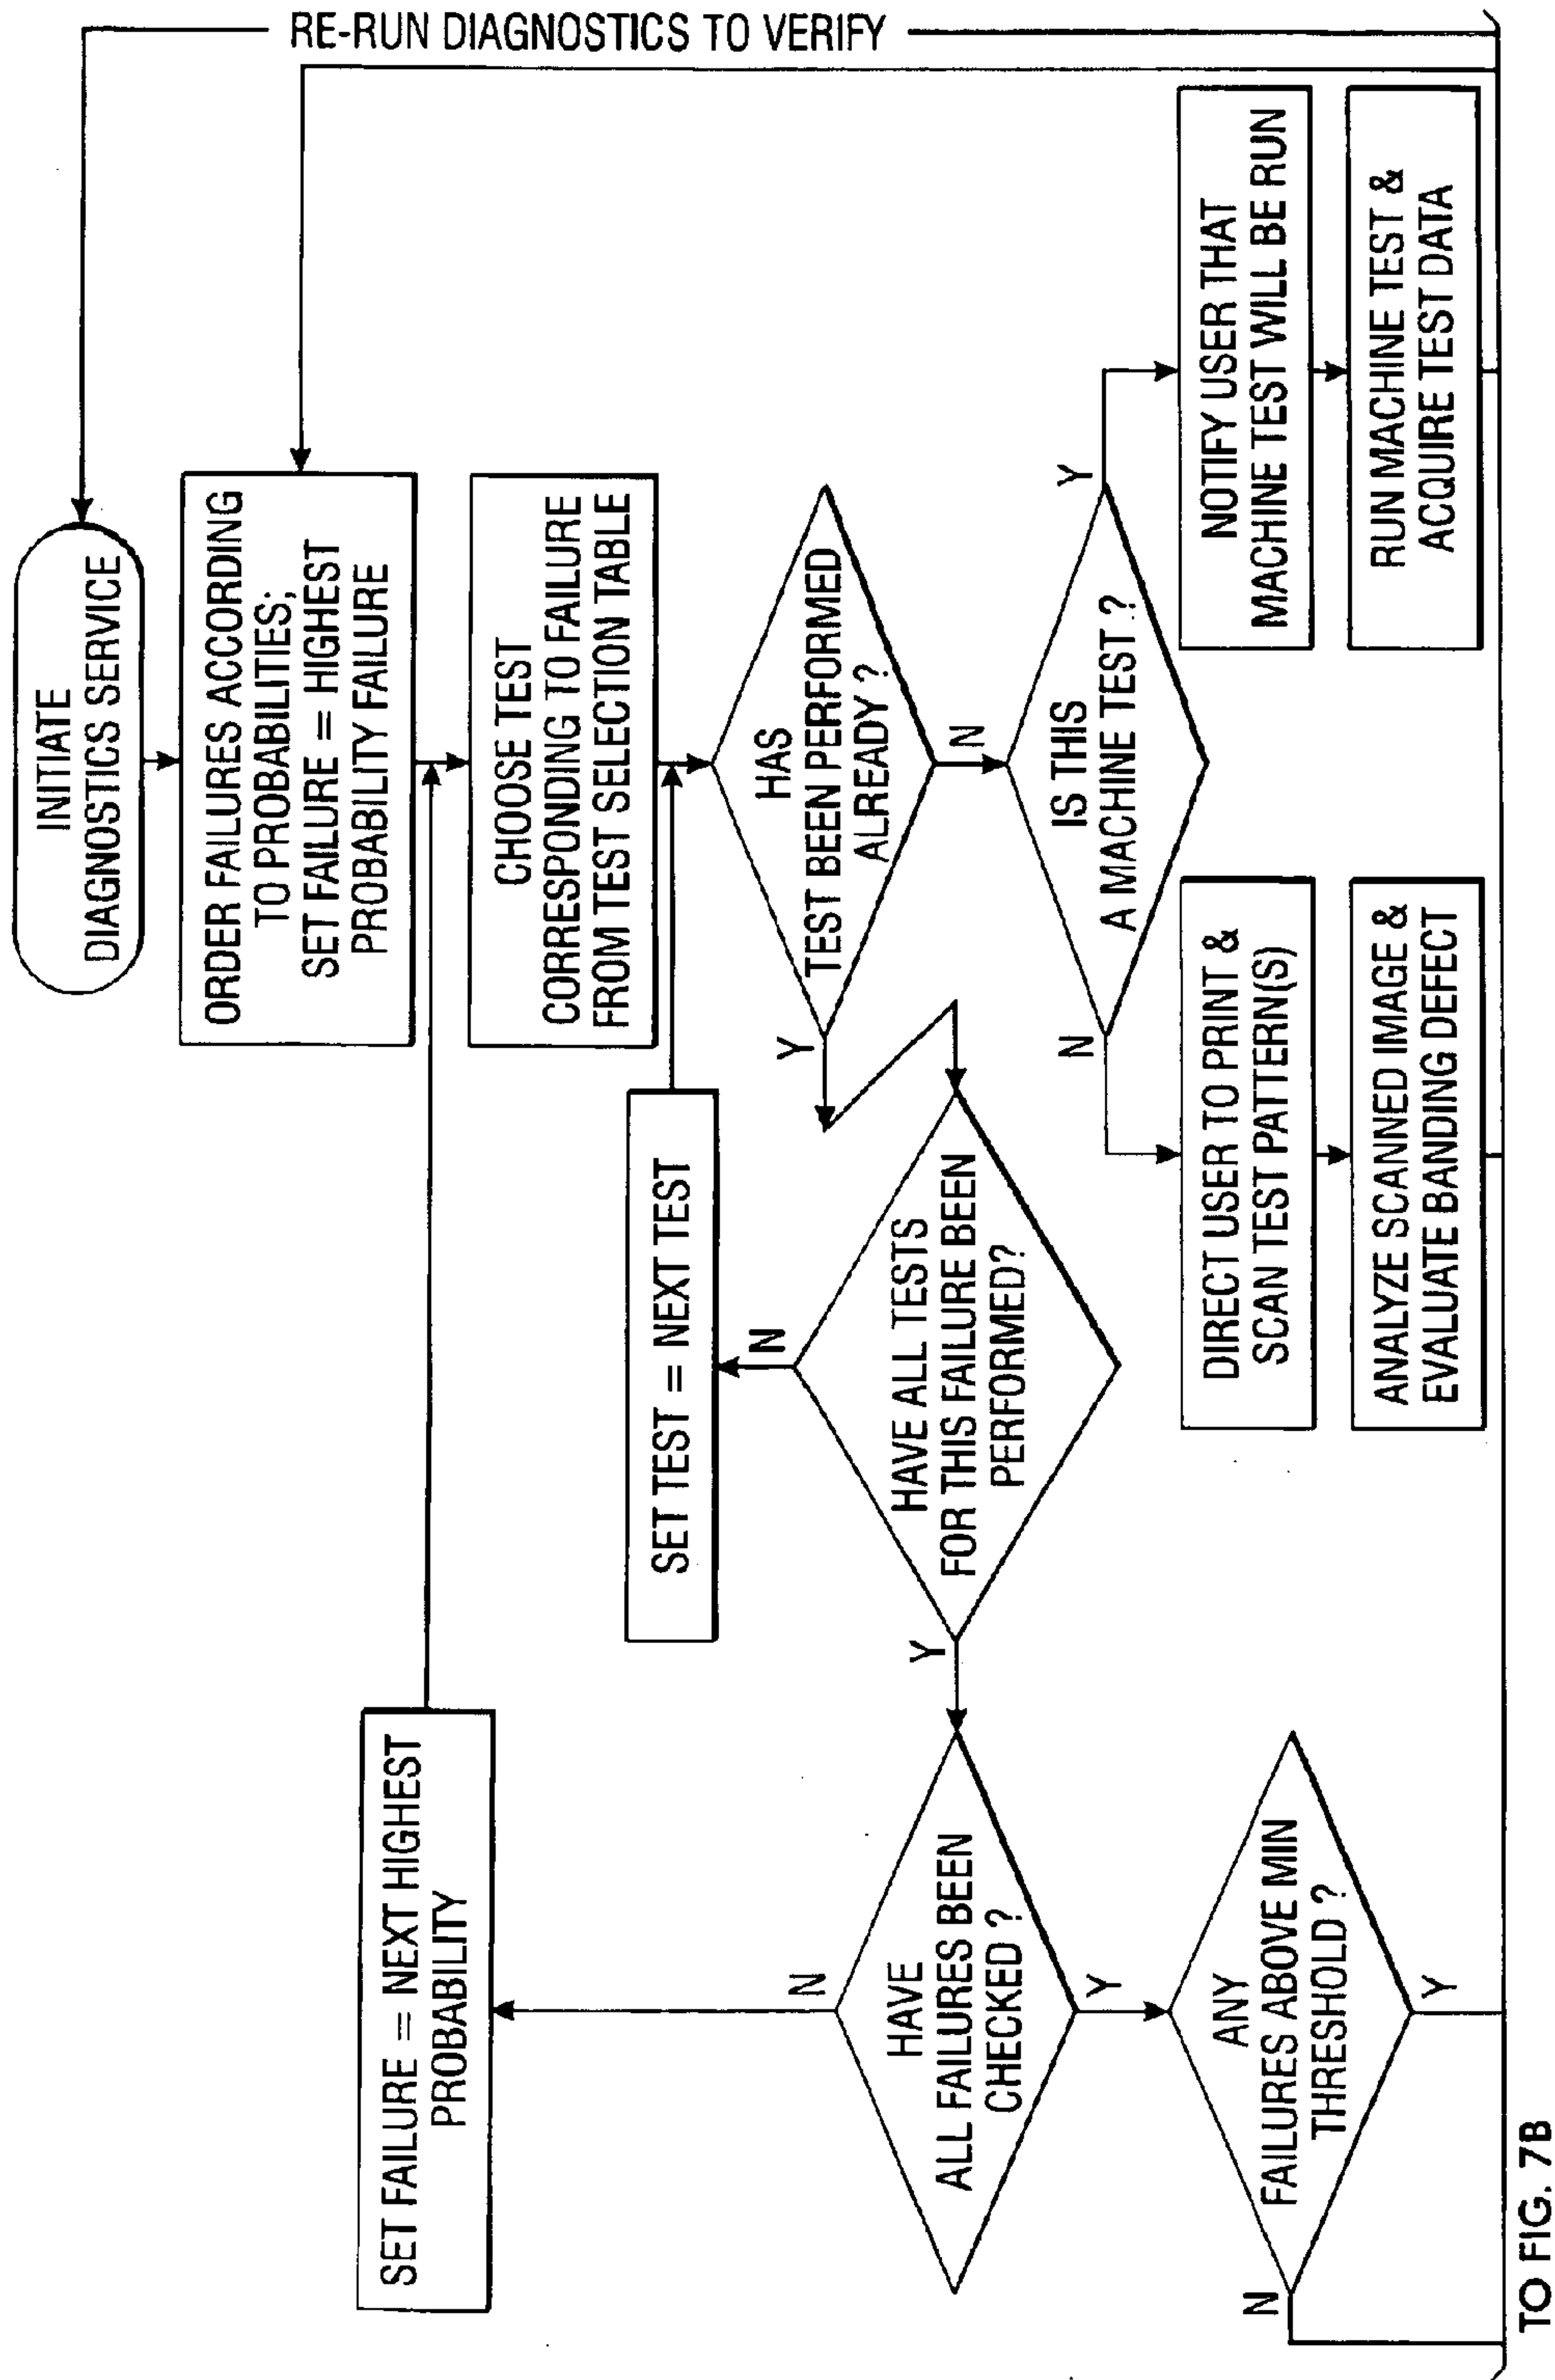 RE-RUN DIAGNOSTICS TO VERIFY
INITIATE
DIAGNOSTICS SERVICE
ORDER FAILURES ACCORDING
TO PROBABILITIES;
SET FAILURE = HIGHEST
PROBABILITY FAILURE
CHOOSE TEST
CORRESPONDING TO FAILURE
FROM TEST SELECTION TABLE
HAS
TEST BEEN PERFORMED
ALREADY ?
Y
N
IS THIS
A MACHINE TEST ?
Y
N
NOTIFY USER THAT
MACHINE TEST WILL BE RUN
RUN MACHINE TEST &
ACQUIRE TEST DATA
DIRECT USER TO PRINT &
SCAN TEST PATTERN(S)
ANALYZE SCANNED IMAGE &
EVALUATE BANDING DEFECT
SET TEST = NEXT TEST
N
HAVE ALL TESTS
FOR THIS FAILURE BEEN
PERFORMED?
Y
SET FAILURE = NEXT HIGHEST
PROBABILITY
N
HAVE
ALL FAILURES BEEN
CHECKED ?
Y
ANY
FAILURES ABOVE MIN
THRESHOLD ?
N
Y
TO FIG. 7B